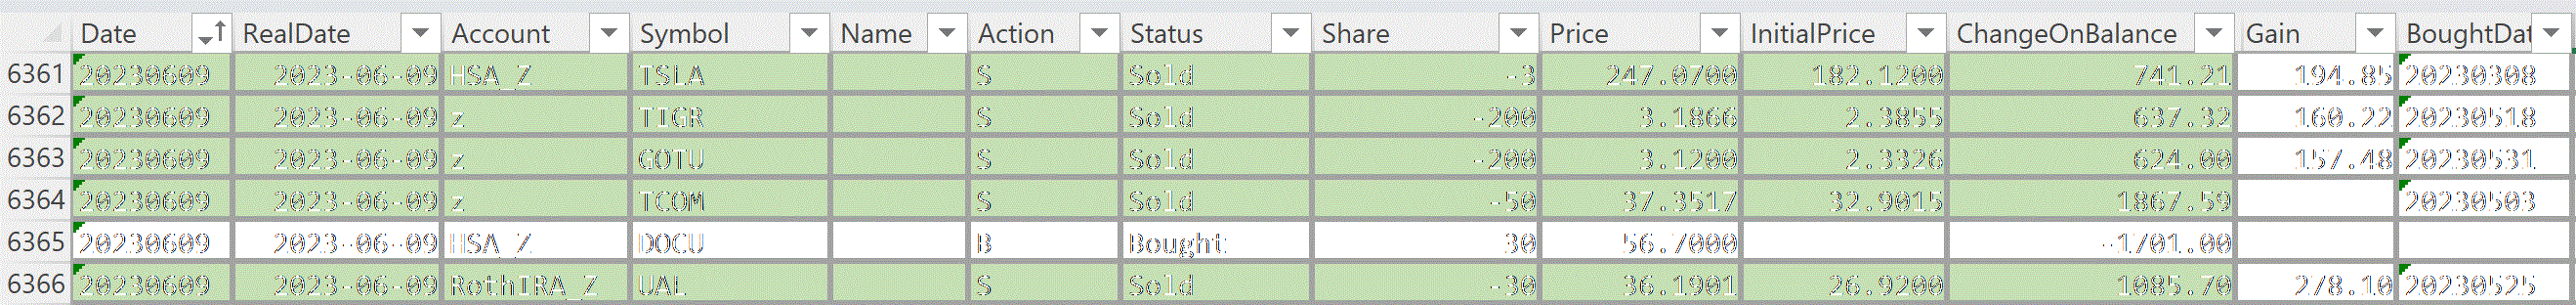 Date RealDate Account Symbol Name Action Status Share Price InitialPrice ChangeOnBalance Gain BoughtDat
6361 20230609 2023-06-09 HSA_Z TSLA S Sold -3 247.0700 182.1200 741.21 194.85 20230308
6362 20230609 2023-06-09 z TIGR S Sold -200 3.1866 2.3855 637.32 160.22 20230518
6363 20230609 2023-06-09 z GOTU S Sold -200 3.1200 2.3326 624.00 157.48 20230531
6364 20230609 2023-06-09 z TCOM S Sold -50 37.3517 32.9015 1867.59 20230503
6365 20230609 2023-06-09 HSA_Z DOCU B Bought 30 56.7000 -1701.00
6366 20230609 2023-06-09 RothIRA_Z UAL S Sold -30 36.1901 26.9200 1085.70 278.10 20230525